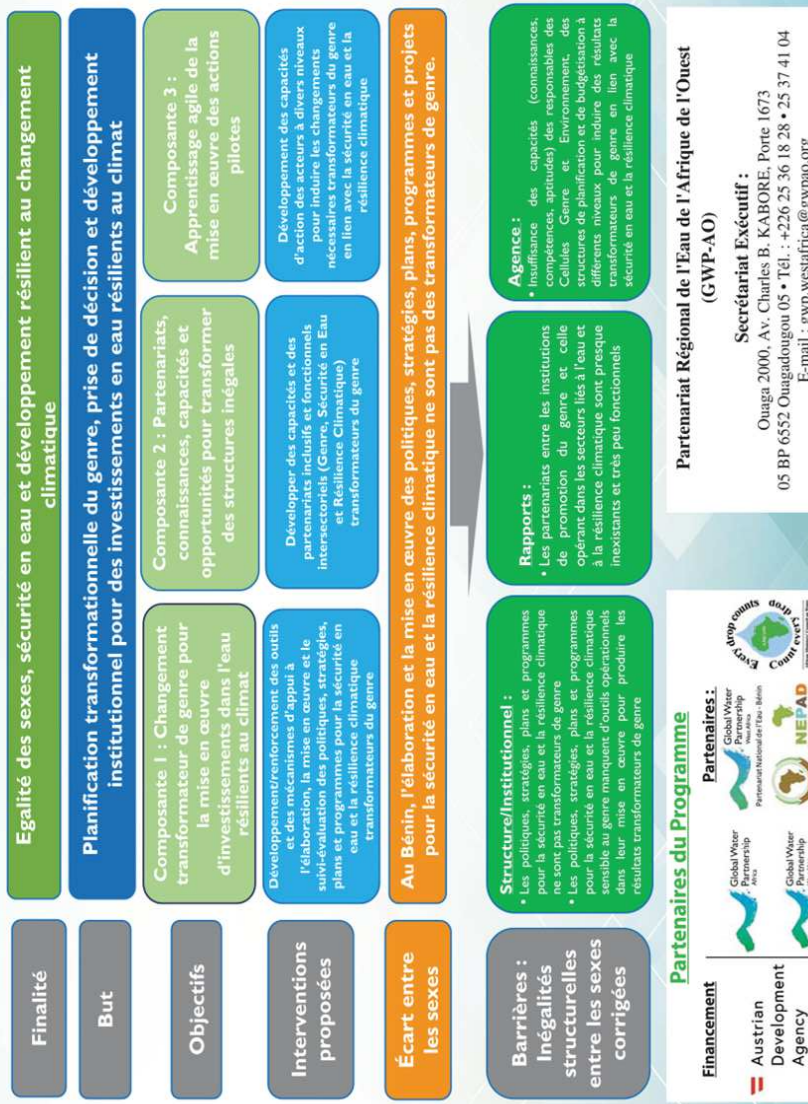 Finalité
Egalité des sexes, sécurité en eau et développement résilient au changement
climatique
But
Planification transformationnelle du genre, prise de décision et développement
institutionnel pour des investissements en eau résilients au climat
Objectifs
Composante 1 : Changement
transformateur de genre pour
la mise en œuvre
d'investissements dans l'eau
résilients au climat
Composante 2 : Partenariats,
connaissances, capacités et
opportunités pour transformer
des structures inégales
Composante 3 :
Apprentissage agile de la
mise en œuvre des actions
pilotes
Interventions
proposées
Développement/renforcement des outils
et des mécanismes d'appui à
l'élaboration, la mise en œuvre et le
suivi-évaluation des politiques, stratégies,
plans et programmes pour la sécurité en
eau et la résilience climatique
transformateurs du genre
Développer des capacités et des
partenariats inclusifs et fonctionnels
intersectoriels (Genre, Sécurité en Eau
et Résilience Climatique)
transformateurs du genre
Développement des capacités
d'action des acteurs à divers niveaux
pour induire les changements
nécessaires transformateurs du genre
en lien avec la sécurité en eau et la
résilience climatique
Écart entre
les sexes
Au Bénin, l'élaboration et la mise en œuvre des politiques, stratégies, plans, programmes et projets
pour la sécurité en eau et la résilience climatique ne sont pas des transformateurs de genre.
Barrières :
Inégalités
structurelles
entre les sexes
corrigées
Structure/Institutionnel :
• Les politiques, stratégies, plans et programmes
pour la sécurité en eau et la résilience climatique
ne sont pas transformateurs de genre
• Les politiques, stratégies, plans et programmes
pour la sécurité en eau et la résilience climatique
sensible au genre manquent d'outils opérationnels
dans leur mise en œuvre pour produire les
résultats transformateurs de genre
Rapports :
• Les partenariats entre les institutions
de promotion du genre et celle
opérant dans les secteurs liés à l'eau et
à la résilience climatique sont presque
inexistants et très peu fonctionnels
Agence :
• Insuffisance des capacités (connaissances,
compétences, aptitudes) des responsables des
Cellules Genre et Environnement, des
structures de planification et de budgétisation à
différents niveaux pour induire des résultats
transformateurs de genre en lien avec la
sécurité en eau et la résilience climatique
Partenaires du Programme
Financement
Austrian
Development
Agency
Partenaires :
Global Water
Partnership
Africa
Global Water
Partnership
West Africa
Partenariat National de l'Eau - Bénin
Every drop counts
Count every drop
Global Water
Partnership
NEPAD
Partenariat Régional de l'Eau de l'Afrique de l'Ouest
(GWP-AO)
Secrétariat Exécutif :
Ouaga 2000, Av. Charles B. KABORE, Porte 1673
05 BP 6552 Ouagadougou 05 • Tél. : +226 25 36 18 28 • 25 37 41 04
E-mail : gwp.westafrica@gwpao.org